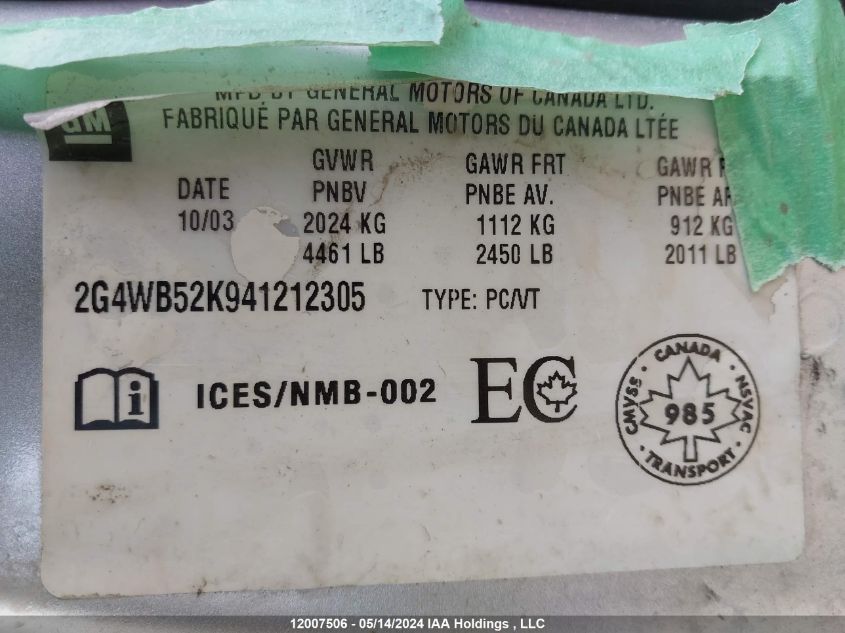 GM
MFD BY GENERAL MOTORS OF CANADA LTD.
FABRIQUÉ PAR GENERAL MOTORS DU CANADA LTÉE
DATE GVWR PNBV GAWR FRT PNBE AV. GAWR PNBE
10/03 2024 KG 1112 KG 912 KG
4461 LB 2450 LB 2011 LB
2G4WB52K941212305 TYPE: PC/VT
i ICES/NMB-002 EC
CMVSS · CANADA · NSVAC
985
· TRANSPORT ·
12007506 - 05/14/2024 IAA Holdings , LLC